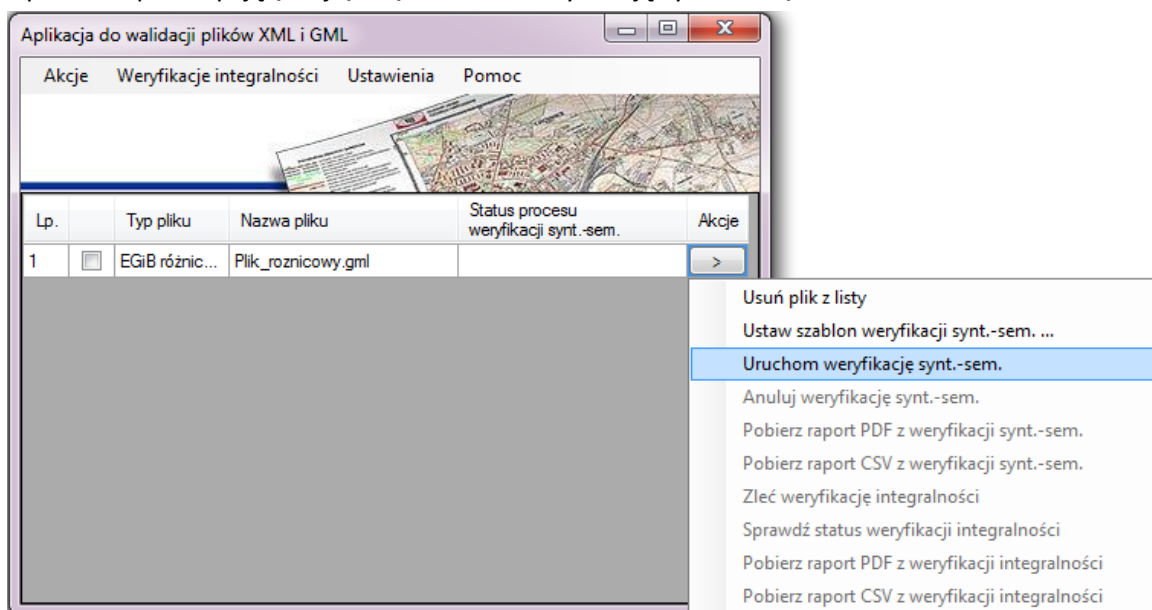 Aplikacja do walidacji plików XML i GML
Akcje Weryfikacje integralności Ustawienia Pomoc
Lp. Typ pliku Nazwa pliku Status procesu weryfikacji synt.-sem. Akcje
1 EGiB różnic... Plik_roznicowy.gml >
Usuń plik z listy
Ustaw szablon weryfikacji synt.-sem. ...
Uruchom weryfikację synt.-sem.
Anuluj weryfikację synt.-sem.
Pobierz raport PDF z weryfikacji synt.-sem.
Pobierz raport CSV z weryfikacji synt.-sem.
Zleć weryfikację integralności
Sprawdź status weryfikacji integralności
Pobierz raport PDF z weryfikacji integralności
Pobierz raport CSV z weryfikacji integralności